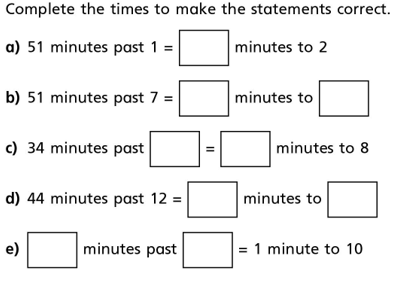 Complete the times to make the statements correct.
a) 51 minutes past 1 = minutes to 2
b) 51 minutes past 7 = minutes to
c) 34 minutes past = minutes to 8
d) 44 minutes past 12 = minutes to
e) minutes past = 1 minute to 10